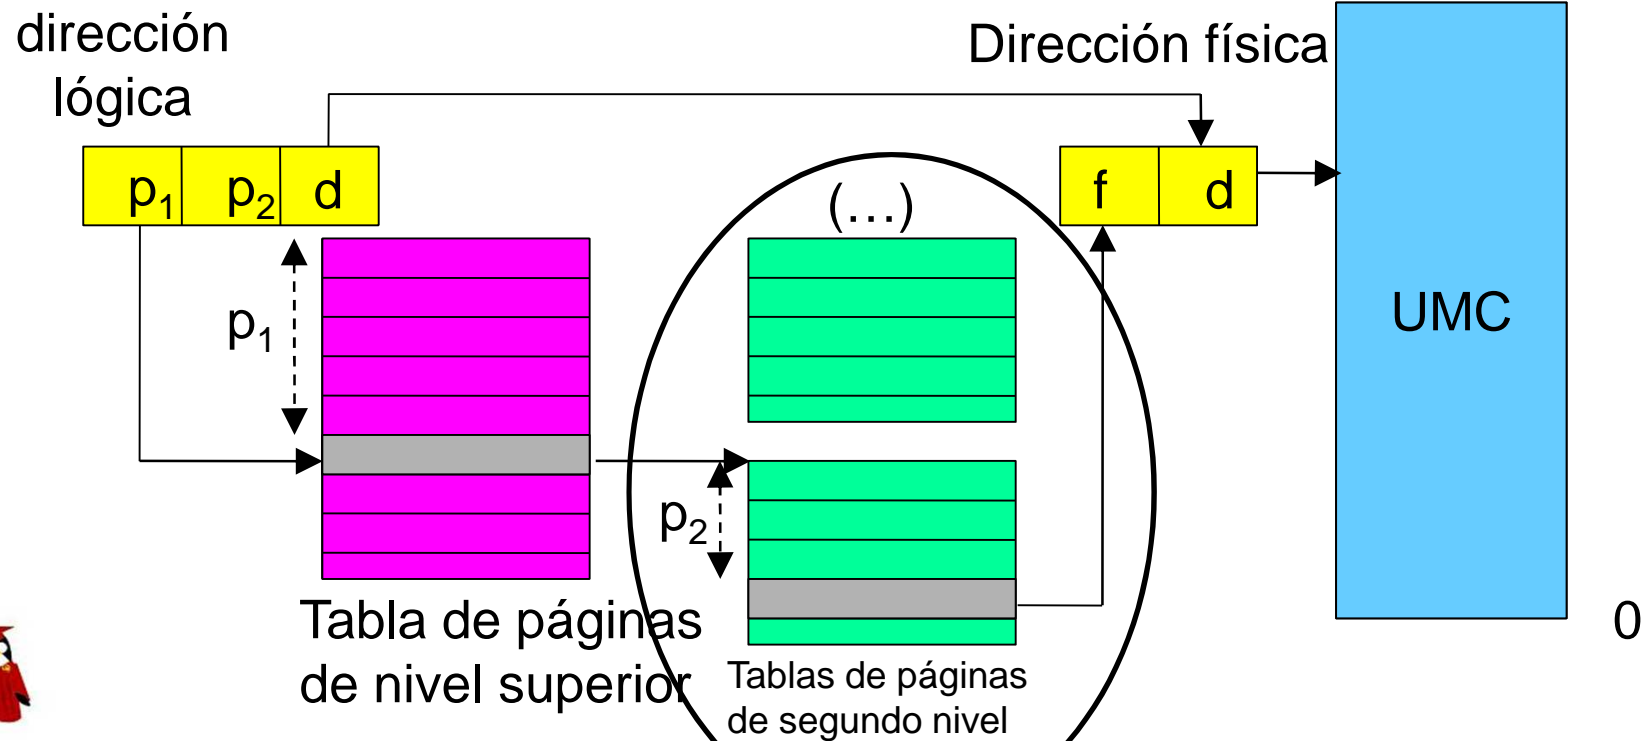 dirección
lógica
Dirección física
p₁ p₂ d
(…)
f d
p₁
UMC
p₂
Tabla de páginas
de nivel superior
0
Tablas de páginas
de segundo nivel